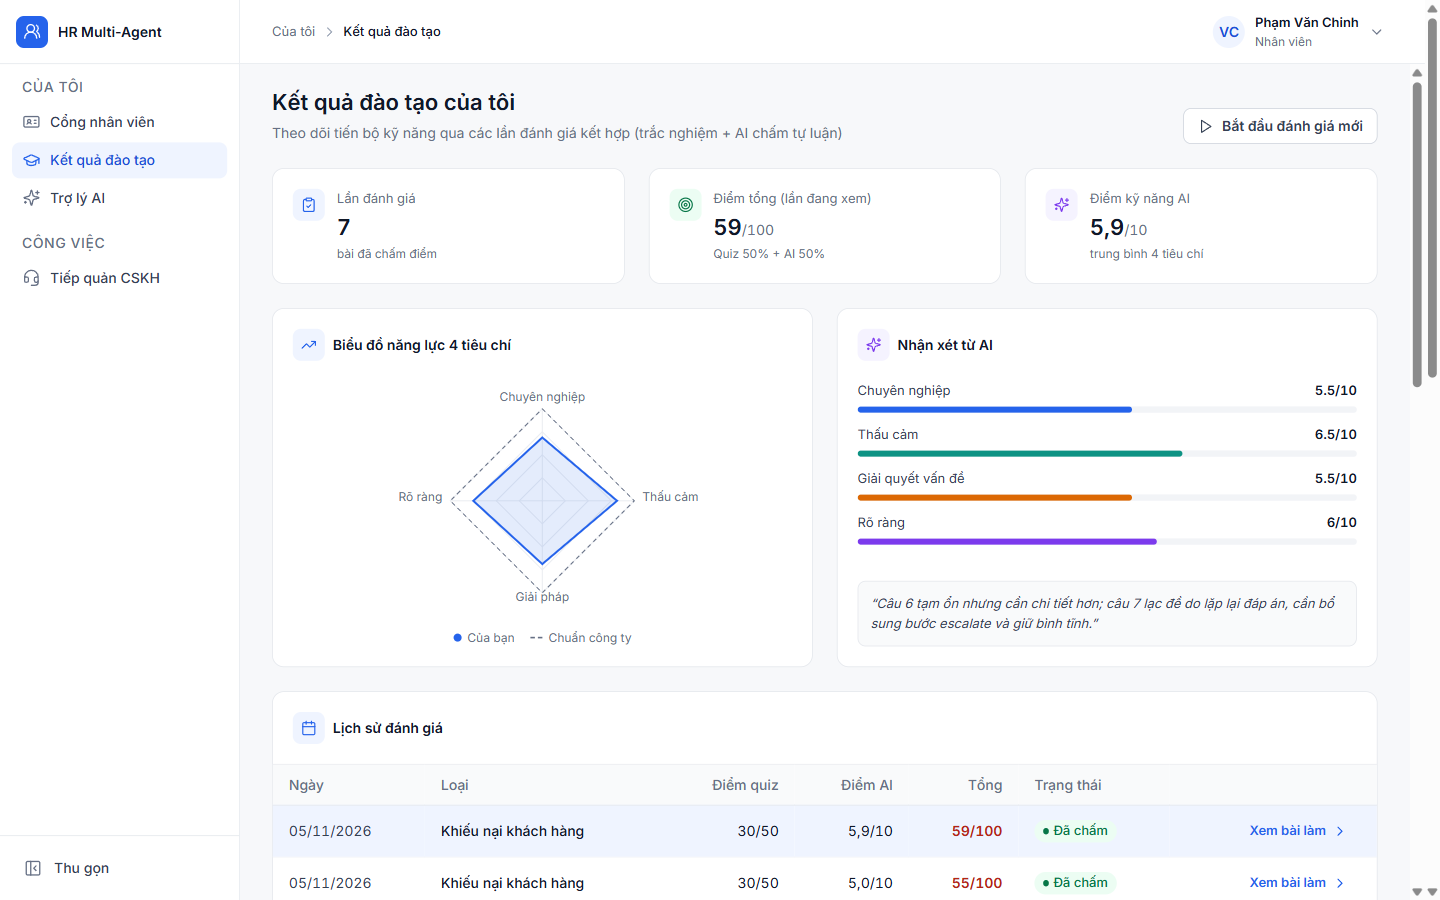 HR Multi-Agent
Của tôi
Kết quả đào tạo
VC
Phạm Văn Chinh
Nhân viên
CỦA TÔI
Cổng nhân viên
Kết quả đào tạo
Trợ lý AI
CÔNG VIỆC
Tiếp quản CSKH
Thu gọn
Kết quả đào tạo của tôi
Theo dõi tiến bộ kỹ năng qua các lần đánh giá kết hợp (trắc nghiệm + AI chấm tự luận)
Bắt đầu đánh giá mới
Lần đánh giá
7
bài đã chấm điểm
Điểm tổng (lần đang xem)
59/100
Quiz 50% + AI 50%
Điểm kỹ năng AI
5,9/10
trung bình 4 tiêu chí
Biểu đồ năng lực 4 tiêu chí
Chuyên nghiệp
Rõ ràng
Thấu cảm
Giải pháp
Của bạn
Chuẩn công ty
Nhận xét từ AI
Chuyên nghiệp 5.5/10
Thấu cảm 6.5/10
Giải quyết vấn đề 5.5/10
Rõ ràng 6/10
“Câu 6 tạm ổn nhưng cần chi tiết hơn; câu 7 lạc đề do lặp lại đáp án, cần bổ
sung bước escalate và giữ bình tĩnh.”
Lịch sử đánh giá
Ngày Loại Điểm quiz Điểm AI Tổng Trạng thái
05/11/2026 Khiếu nại khách hàng 30/50 5,9/10 59/100 Đã chấm Xem bài làm
05/11/2026 Khiếu nại khách hàng 30/50 5,0/10 55/100 Đã chấm Xem bài làm